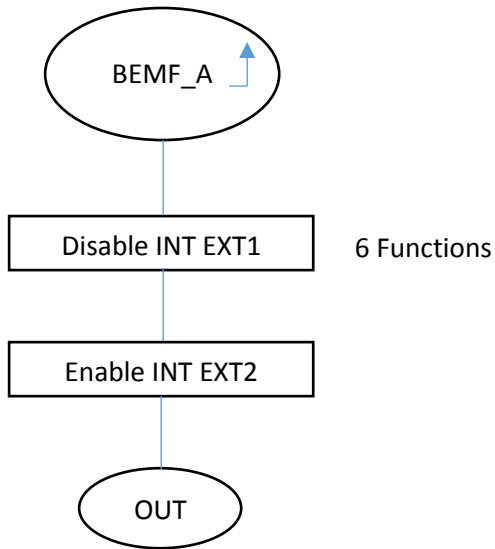 BEMF_A
Disable INT EXT1
6 Functions
Enable INT EXT2
OUT